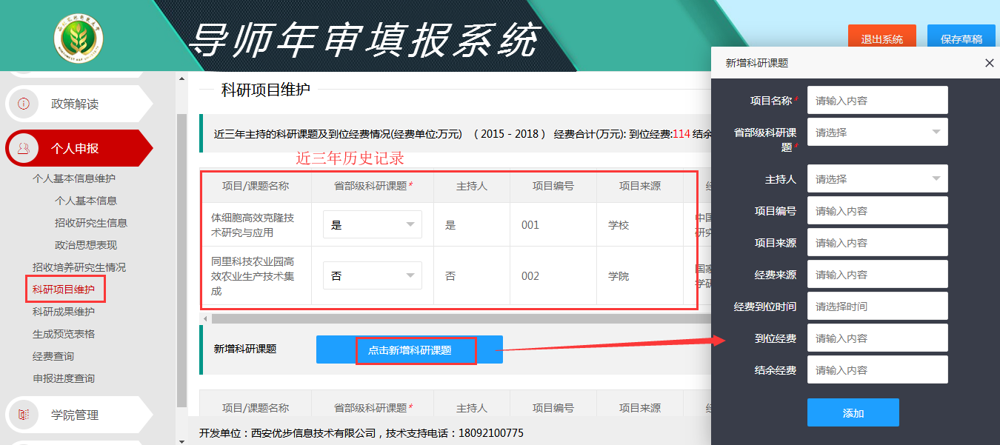 导师年审填报系统
退出系统
保存草稿
政策解读
个人申报
个人基本信息维护
个人基本信息
招收研究生信息
政治思想表现
招收培养研究生情况
科研项目维护
科研成果维护
生成预览表格
经费查询
申报进度查询
学院管理
科研项目维护
近三年主持的科研课题及到位经费情况(经费单位:万元) （ 2015 - 2018 ） 经费合计(万元): 到位经费:114 结余
近三年历史记录
项目/课题名称 省部级科研课题* 主持人 项目编号 项目来源
体细胞高效克隆技
术研究与应用
是 是 001 学校 中国
研究
同里科技农业园高
效农业生产技术集
成
否 否 002 学院 国家
学研
新增科研课题
点击新增科研课题
项目/课题名称 省部级科研课题* 主持人 项目编号 项目来源
开发单位：西安优步信息技术有限公司，技术支持电话：18092100775
新增科研课题
项目名称* 请输入内容
省部级科研课
题* 请选择
主持人 请选择
项目编号 请输入内容
项目来源 请输入内容
经费来源 请输入内容
经费到位时间 请选择时间
到位经费 请输入内容
结余经费 请输入内容
添加